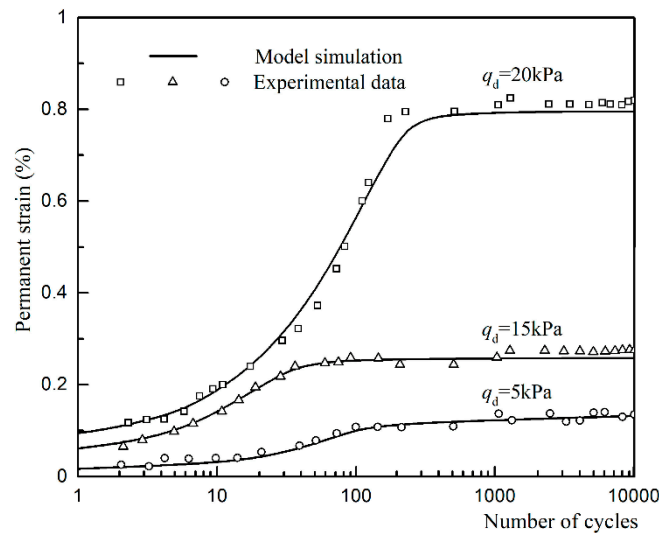 Model simulation
Experimental data
q_d=20kPa
q_d=15kPa
q_d=5kPa
Permanent strain (%)
0.8
0.6
0.4
0.2
0
1 10 100 1000 10000
Number of cycles